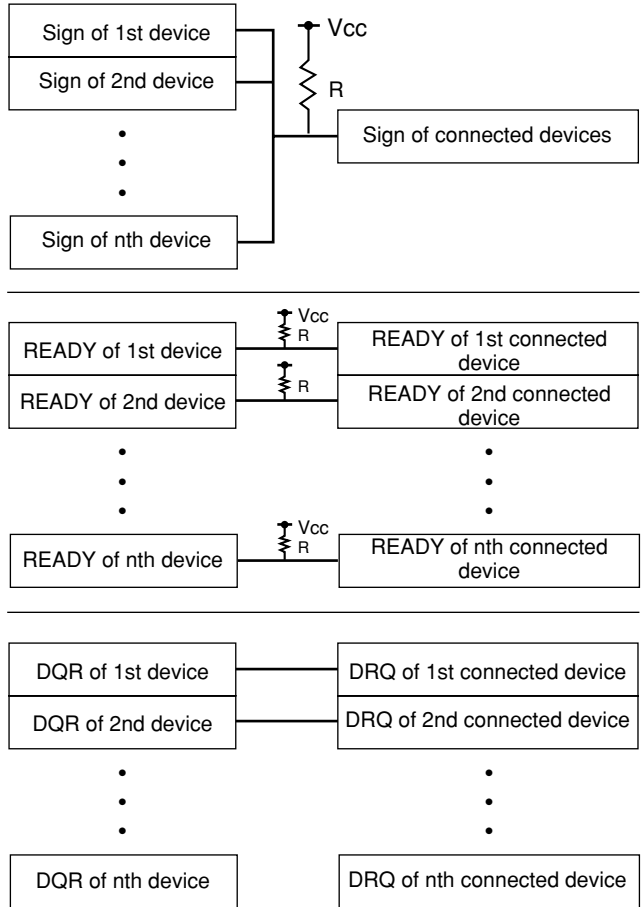 Sign of 1st device
Vcc
Sign of 2nd device
R
Sign of connected devices
Sign of nth device
Vcc
READY of 1st device
R
READY of 1st connected
device
READY of 2nd device
R
READY of 2nd connected
device
Vcc
READY of nth device
R
READY of nth connected
device
DQR of 1st device
DRQ of 1st connected device
DQR of 2nd device
DRQ of 2nd connected device
DQR of nth device
DRQ of nth connected device